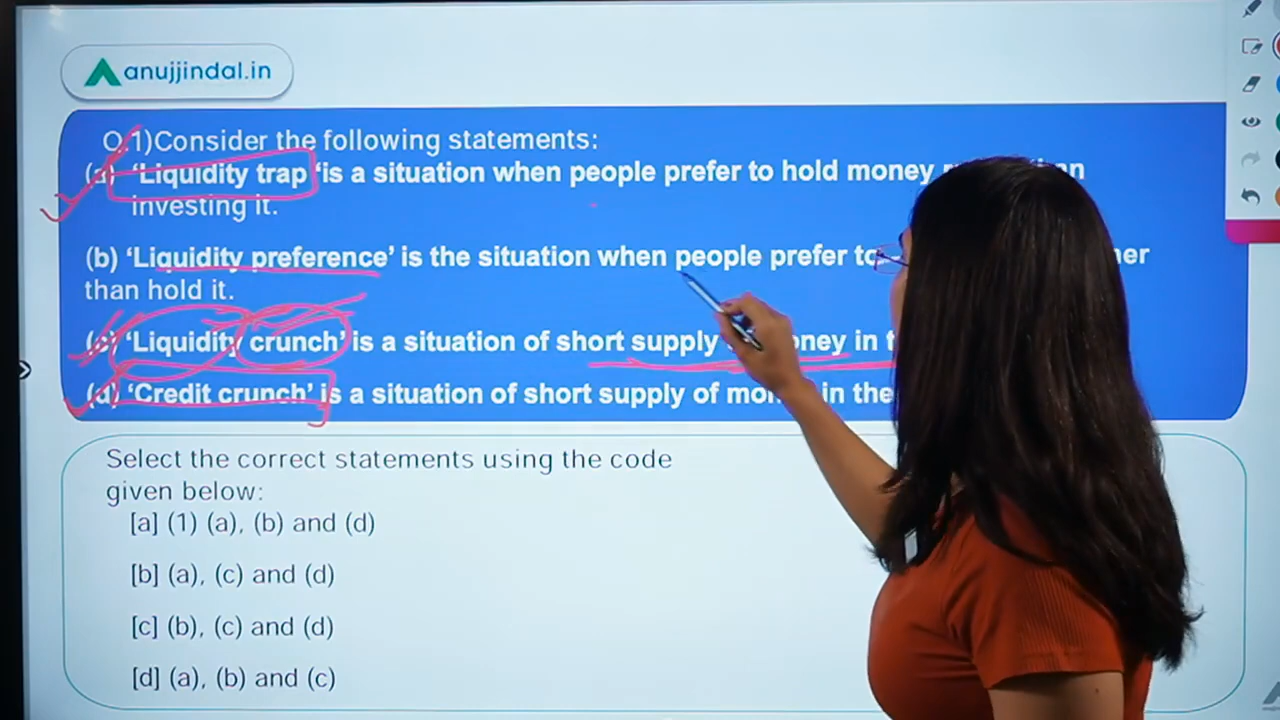 anujjindal.in
Q.1)Consider the following statements:
(a) ‘Liquidity trap ’is a situation when people prefer to hold money
investing it.
(b) ‘Liquidity preference’ is the situation when people prefer to
than hold it.
(c) ‘Liquidity crunch’ is a situation of short supply in
(d) ‘Credit crunch’ is a situation of short supply of in the
Select the correct statements using the code
given below:
[a] (1) (a), (b) and (d)
[b] (a), (c) and (d)
[c] (b), (c) and (d)
[d] (a), (b) and (c)